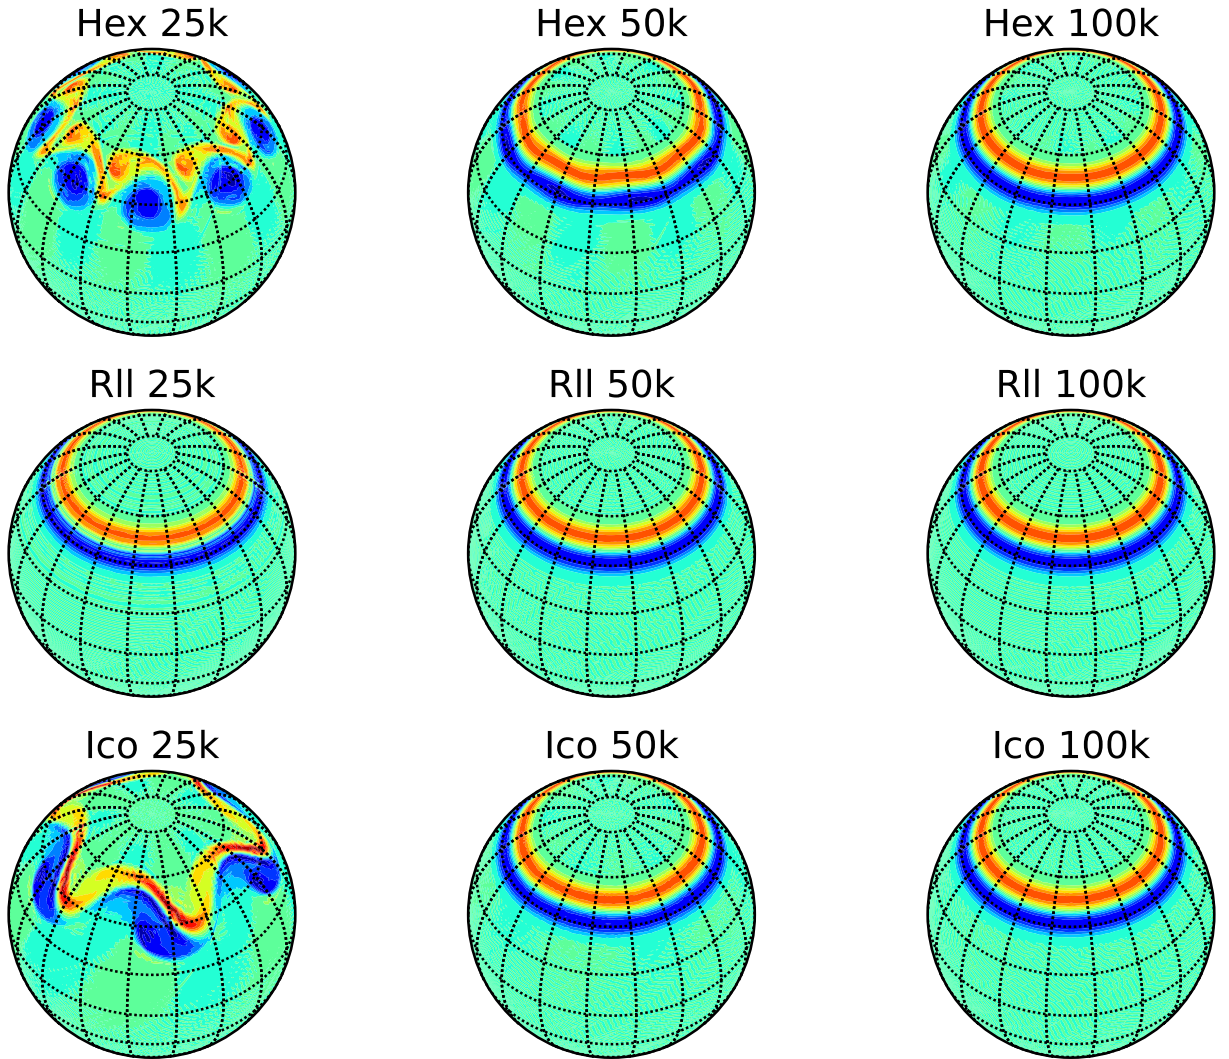 Hex 25k
Hex 50k
Hex 100k
Rll 25k
Rll 50k
Rll 100k
Ico 25k
Ico 50k
Ico 100k